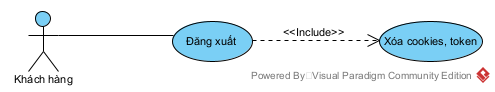 <<Include>>
Đăng xuất
Xóa cookies, token
Khách hàng
Powered By Visual Paradigm Community Edition